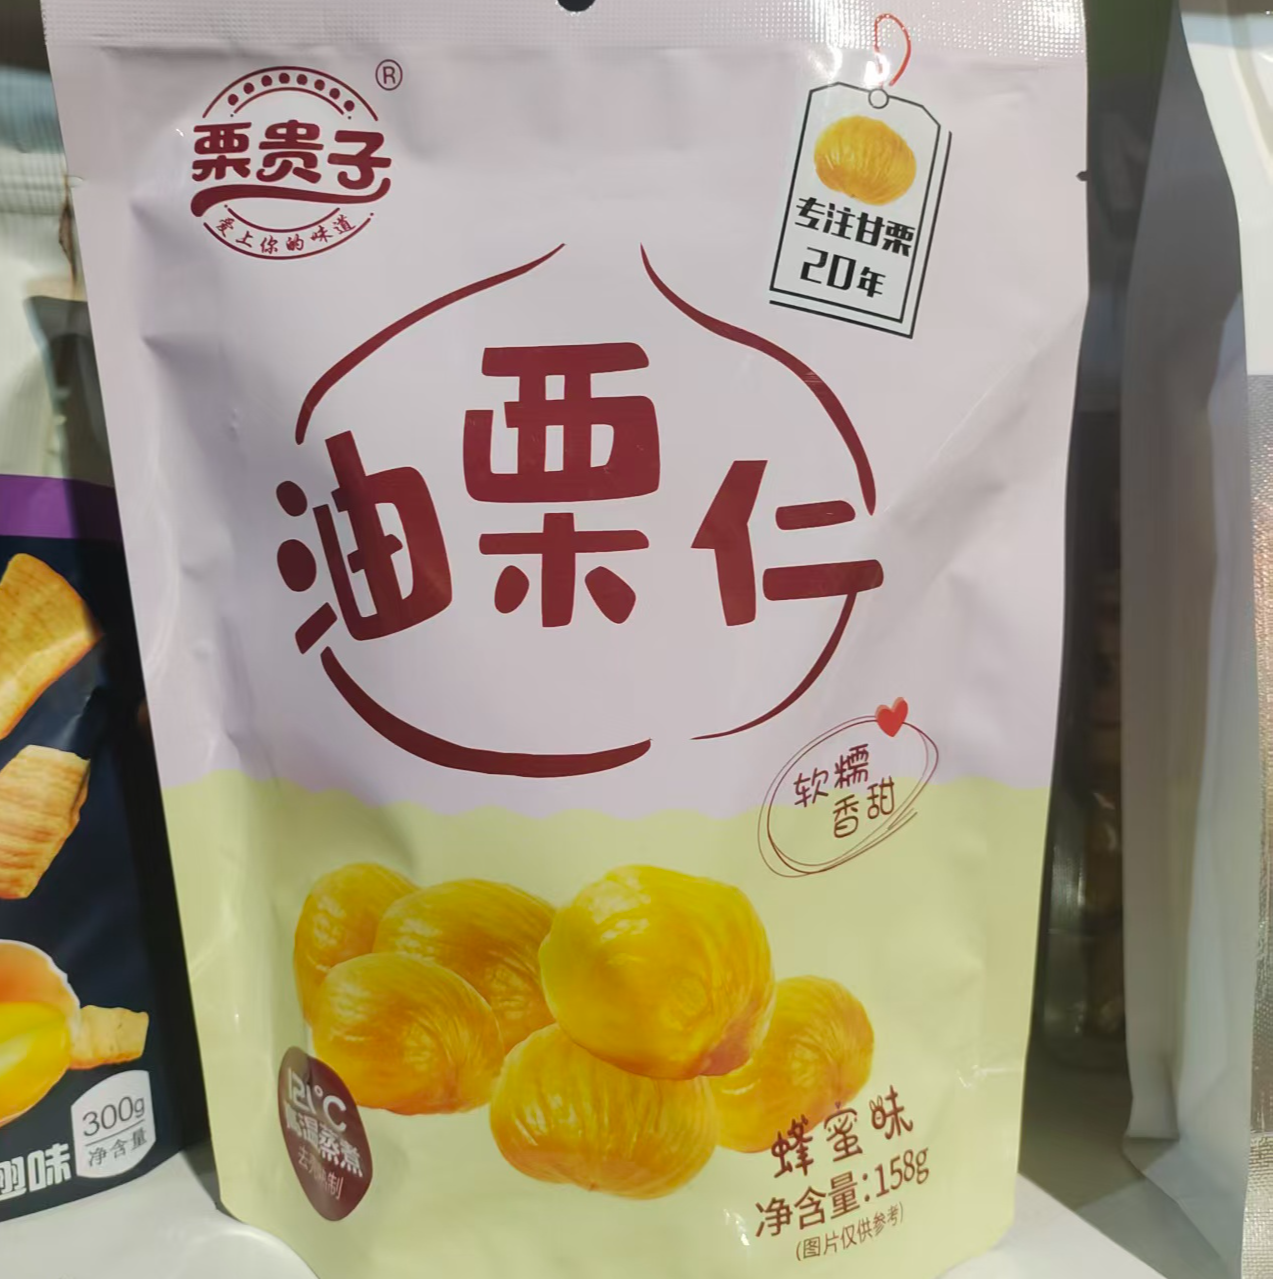 栗贵子
®
爱上你的味道
专注甘栗
20年
油栗仁
软糯
香甜
121°C
高温蒸煮
蜂蜜味
净含量:158g
(图片仅供参考)
300g
净含量
味